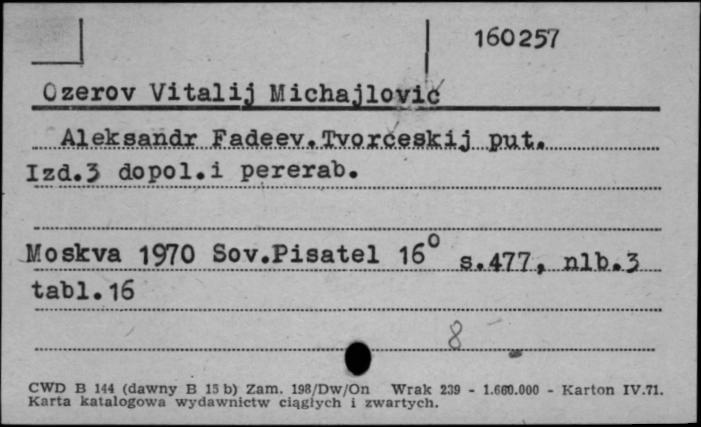 160257
Ozerov Vitalij Michajlovič
Aleksandr Fadeev.Tvorčeskij put.
Izd.3 dopol.i pererab.
Moskva 1970 Sov.Pisatel 16° s.477, nlb.3
tabl.16
8
CWD B 144 (dawny B 15 b) Zam. 198/Dw/On Wrak 239 - 1.660.000 - Karton IV.71.
Karta katalogowa wydawnictw ciągłych i zwartych.